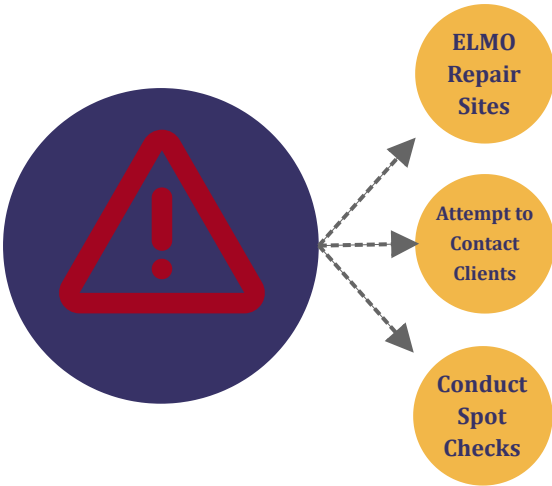 ELMO
Repair
Sites
Attempt to
Contact
Clients
Conduct
Spot
Checks